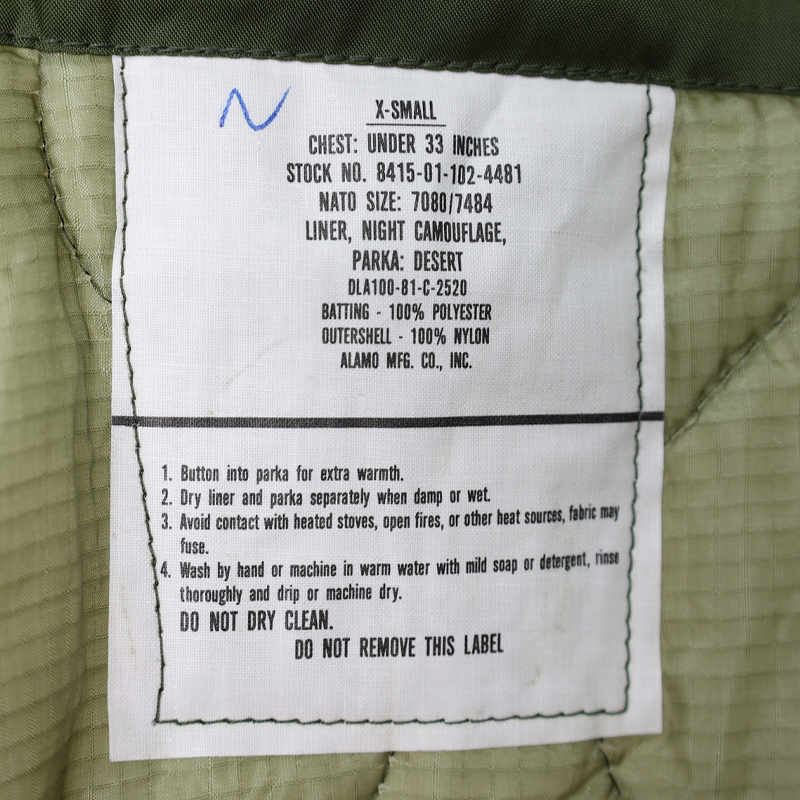 N
X-SMALL
CHEST: UNDER 33 INCHES
STOCK NO. 8415-01-102-4481
NATO SIZE: 7080/7484
LINER, NIGHT CAMOUFLAGE,
PARKA: DESERT
DLA100-81-C-2520
BATTING - 100% POLYESTER
OUTERSHELL - 100% NYLON
ALAMO MFG. CO., INC.
1. Button into parka for extra warmth.
2. Dry liner and parka separately when damp or wet.
3. Avoid contact with heated stoves, open fires, or other heat sources, fabric may
fuse.
4. Wash by hand or machine in warm water with mild soap or detergent, rinse
thoroughly and drip or machine dry.
DO NOT DRY CLEAN.
DO NOT REMOVE THIS LABEL